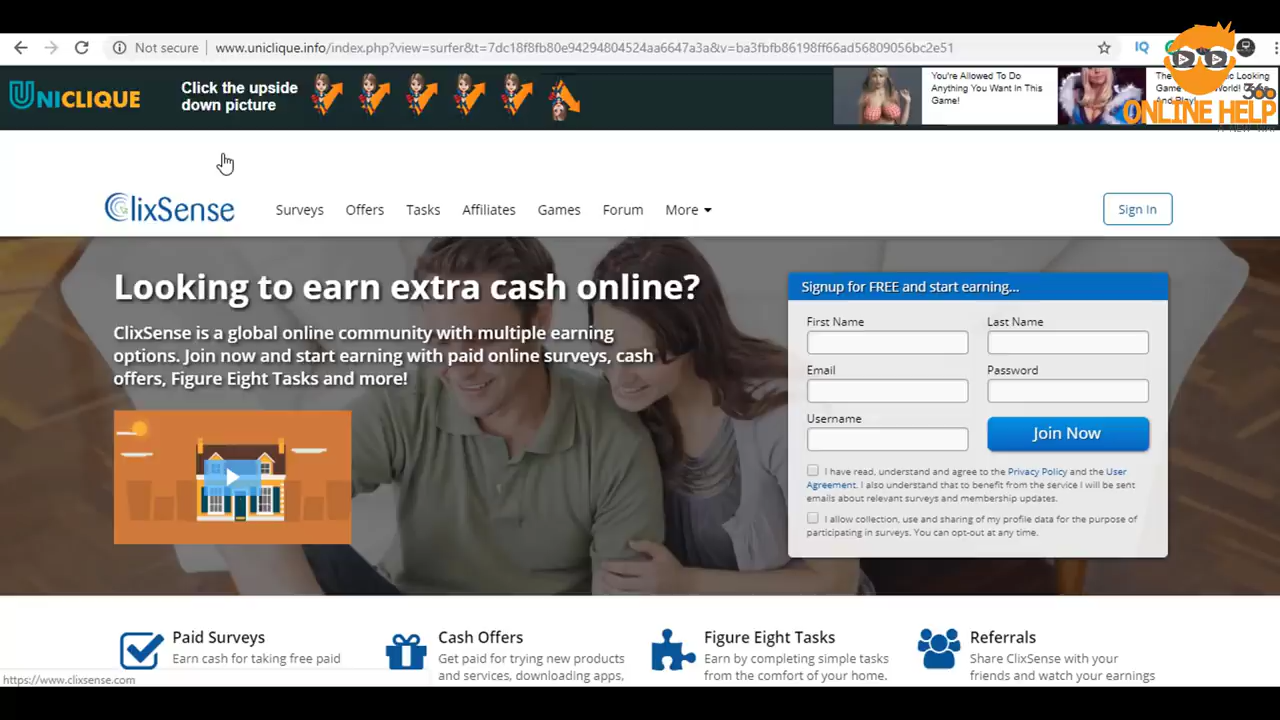 Not secure
www.uniclique.info/index.php?view=surfer&t=7dc18f8fb80e94294804524aa6647a3a&v=ba3fbfb86198ff66ad56809056bc2e51
IQ
UNICLIQUE
Click the upside
down picture
You're Allowed To Do
Anything You Want In This
Game!
360
ONLINE HELP
ClixSense
Surveys
Offers
Tasks
Affiliates
Games
Forum
More
Sign In
Looking to earn extra cash online?
ClixSense is a global online community with multiple earning
options. Join now and start earning with paid online surveys, cash
offers, Figure Eight Tasks and more!
Signup for FREE and start earning...
First Name
Last Name
Email
Password
Username
Join Now
I have read, understand and agree to the Privacy Policy and the User
Agreement. I also understand that to benefit from the service I will be sent
emails about relevant surveys and membership updates.
I allow collection, use and sharing of my profile data for the purpose of
participating in surveys. You can opt-out at any time.
Paid Surveys
Earn cash for taking free paid
Cash Offers
Get paid for trying new products
and services, downloading apps,
Figure Eight Tasks
Earn by completing simple tasks
from the comfort of your home.
Referrals
Share ClixSense with your
friends and watch your earnings
https://www.clixsense.com